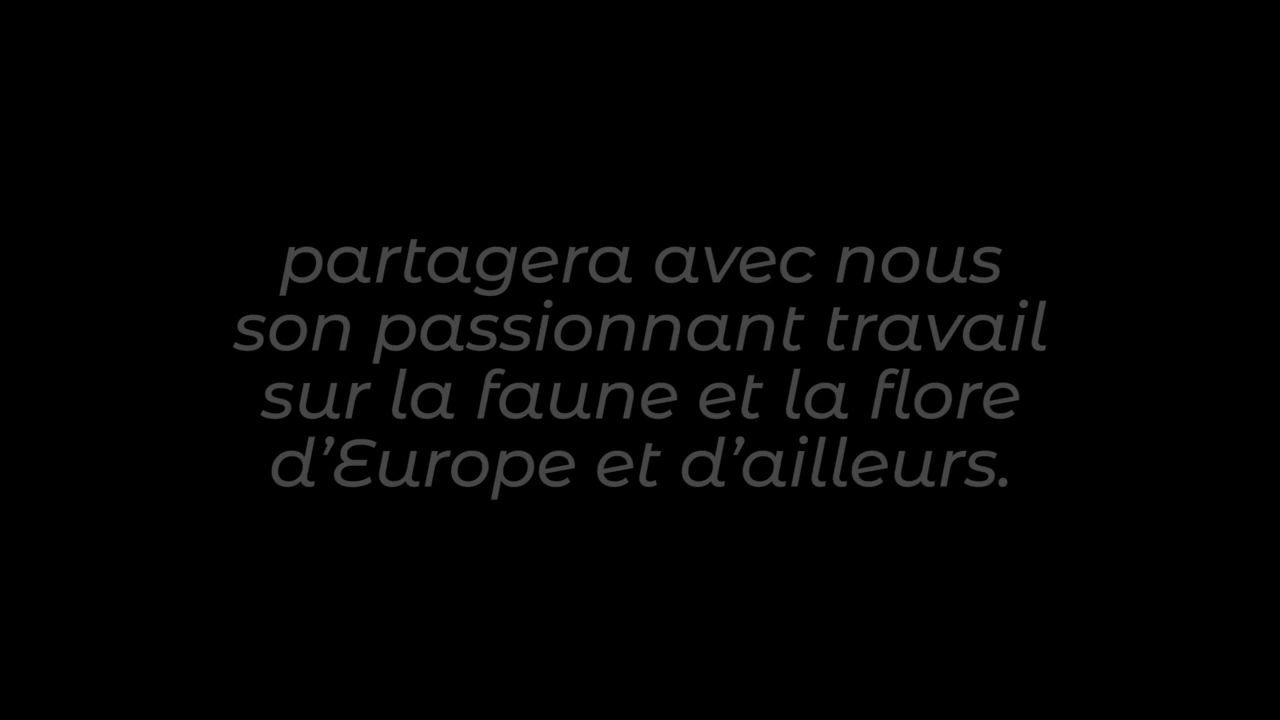 partagera avec nous
son passionnant travail
sur la faune et la flore
d’Europe et d’ailleurs.